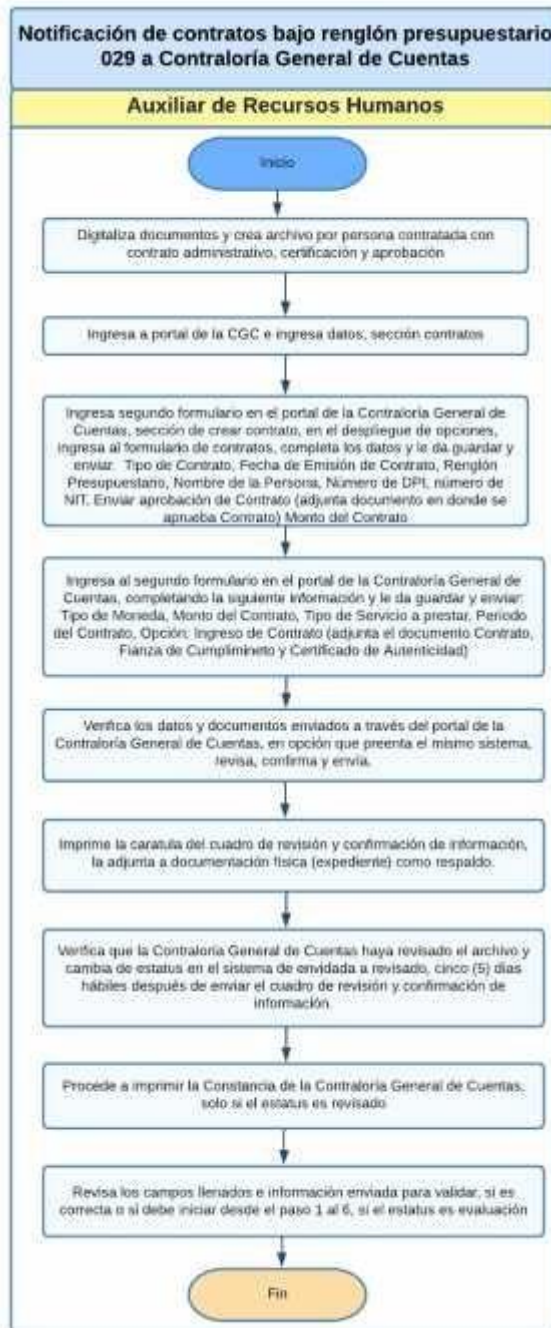 Notificación de contratos bajo renglón presupuestario
029 a Contraloría General de Cuentas
Auxiliar de Recursos Humanos
Inicio
Digitaliza documentos y crea archivo por persona contratada con
contrato administrativo, certificación y aprobación
Ingresa a portal de la CGC e ingresa datos, sección contratos
Ingresa segundo formulario en el portal de la Contraloría General de
Cuentas, sección de crear contrato, en el despliegue de opciones,
ingresa al formulario de contratos, completa los datos y le da guardar y
enviar. Tipo de Contrato, Fecha de Emisión de Contrato, Renglón
Presupuestario, Nombre de la Persona, Número de DPI, número de
NIT, Enviar aprobación de Contrato (adjunta documento en donde se
aprueba Contrato) Monto del Contrato
Ingresa al segundo formulario en el portal de la Contraloría General de
Cuentas, completando la siguiente información y le da guardar y enviar:
Tipo de Moneda, Monto del Contrato, Tipo de Servicio a prestar, Periodo
del Contrato, Opción: Ingreso de Contrato (adjunta el documento Contrato,
Fianza de Cumplimineto y Certificado de Autenticidad)
Verifica los datos y documentos enviados a través del portal de la
Contraloría General de Cuentas, en opción que preenta el mismo sistema,
revisa, confirma y envía.
Imprime la caratula del cuadro de revisión y confirmación de información,
la adjunta a documentación física (expediente) como respaldo.
Verifica que la Contraloría General de Cuentas haya revisado el archivo y
cambia de estatus en el sistema de envidada a revisado, cinco (5) días
hábiles después de enviar el cuadro de revisión y confirmación de
información.
Procede a imprimir la Constancia de la Contraloría General de Cuentas,
solo si el estatus es revisado
Revisa los campos llenados e información enviada para validar, si es
correcta o si debe iniciar desde el paso 1 al 6, si el estatus es evaluación
Fin